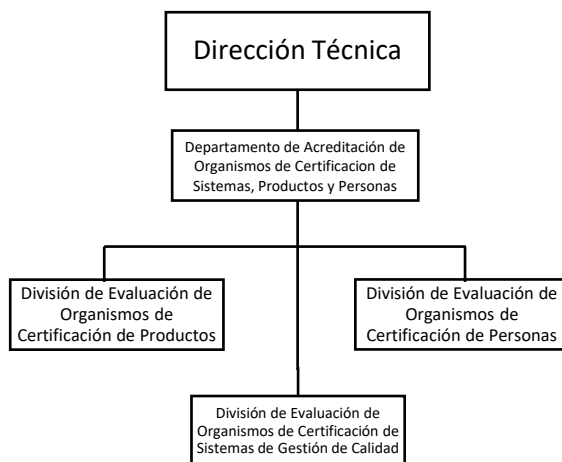 Dirección Técnica
Departamento de Acreditación de
Organismos de Certificacion de
Sistemas, Productos y Personas
División de Evaluación de
Organismos de
Certificación de Productos
División de Evaluación de
Organismos de
Certificación de Personas
División de Evaluación de
Organismos de Certificación de
Sistemas de Gestión de Calidad